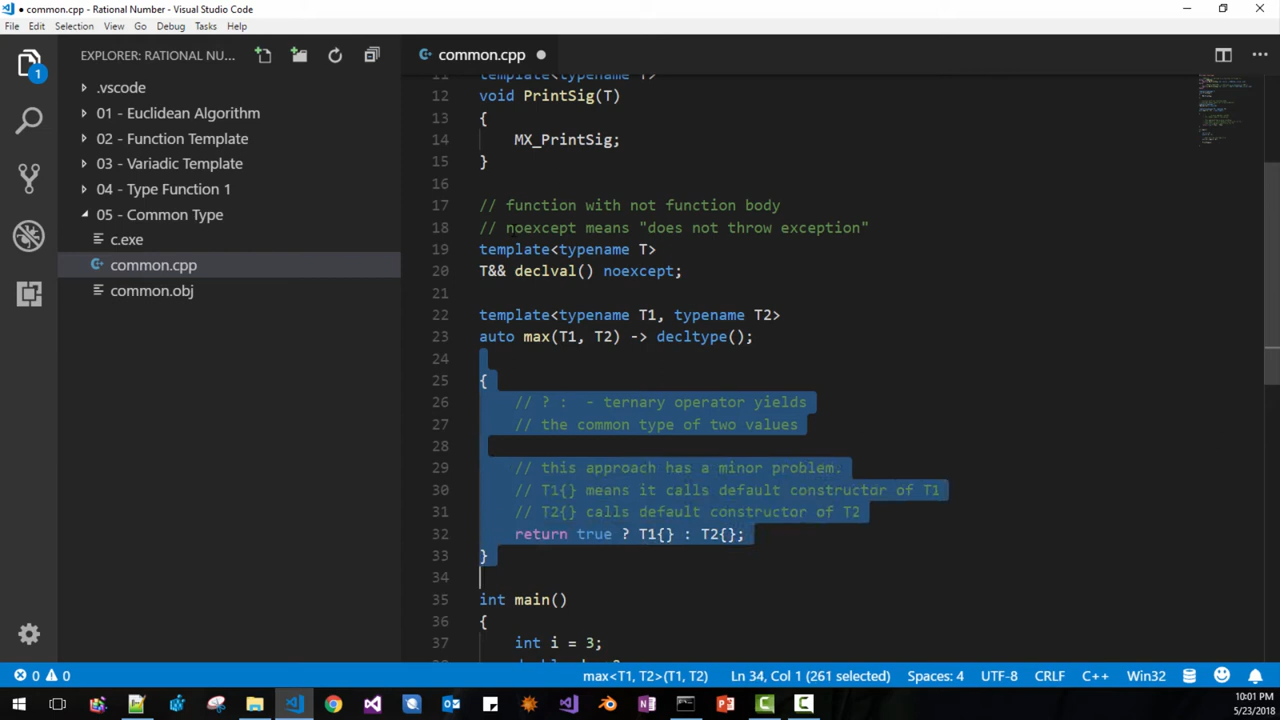 ● common.cpp - Rational Number - Visual Studio Code
File Edit Selection View Go Debug Tasks Help
EXPLORER: RATIONAL NU...
common.cpp ●
1
.vscode
01 - Euclidean Algorithm
02 - Function Template
03 - Variadic Template
04 - Type Function 1
05 - Common Type
c.exe
common.cpp
common.obj
11 template<typename T>
12 void PrintSig(T)
13 {
14 MX_PrintSig;
15 }
16
17 // function with not function body
18 // noexcept means "does not throw exception"
19 template<typename T>
20 T&& declval() noexcept;
21
22 template<typename T1, typename T2>
23 auto max(T1, T2) -> decltype();
24
25 {
26 // ? :  - ternary operator yields
27 // the common type of two values
28
29 // this approach has a minor problem.
30 // T1{} means it calls default constructor of T1
31 // T2{} calls default constructor of T2
32 return true ? T1{} : T2{};
33 }
34
35 int main()
36 {
37 int i = 3;
0 0
max<T1, T2>(T1, T2) Ln 34, Col 1 (261 selected) Spaces: 4 UTF-8 CRLF C++ Win32
10:01 PM
5/23/2018